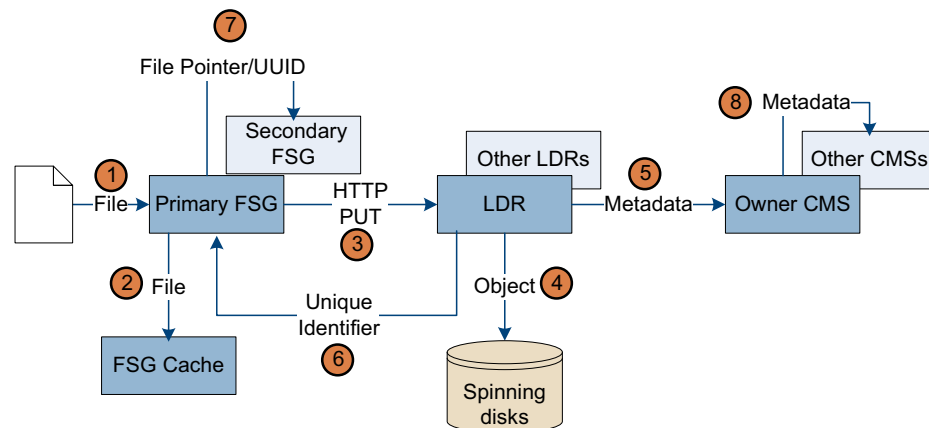 7
File Pointer/UUID
8
Metadata
Secondary
FSG
Other LDRs
Other CMSs
1
File
Primary FSG
HTTP
PUT
3
LDR
5
Metadata
Owner CMS
2
File
Object
4
Unique
Identifier
6
FSG Cache
Spinning
disks